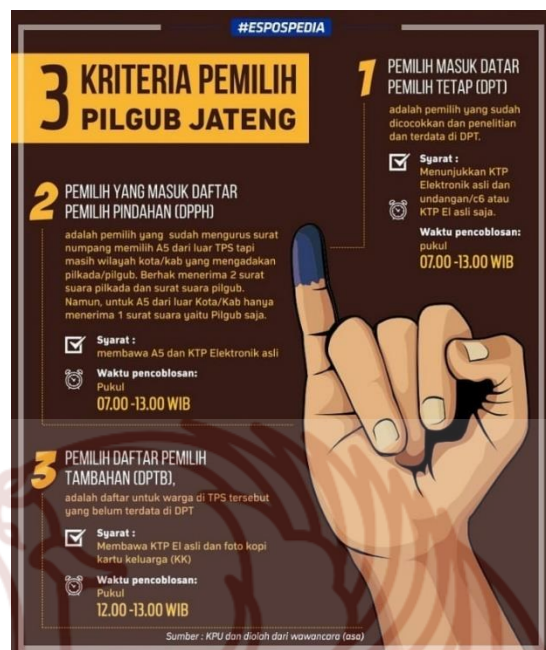 #ESPOSPEDIA
3 KRITERIA PEMILIH
PILGUB JATENG
1
PEMILIH MASUK DATAR
PEMILIH TETAP (DPT)
adalah pemilih yang sudah
dicocokkan dan penelitian
dan terdata di DPT.
Syarat :
Menunjukkan KTP
Elektronik asli dan
undangan/c6 atau
KTP El asli saja.
Waktu pencoblosan:
pukul
07.00 -13.00 WIB
2
PEMILIH YANG MASUK DAFTAR
PEMILIH PINDAHAN (DPPH)
adalah pemilih yang sudah mengurus surat
numpang memilih A5 dari luar TPS tapi
masih wilayah kota/kab yang mengadakan
pilkada/pilgub. Berhak menerima 2 surat
suara pilkada dan surat suara pilgub.
Namun, untuk A5 dari luar Kota/Kab hanya
menerima 1 surat suara yaitu Pilgub saja.
Syarat :
membawa A5 dan KTP Elektronik asli
Waktu pencoblosan:
Pukul
07.00 -13.00 WIB
3
PEMILIH DAFTAR PEMILIH
TAMBAHAN (DPTB),
adalah daftar untuk warga di TPS tersebut
yang belum terdata di DPT
Syarat :
Membawa KTP El asli dan foto kopi
kartu keluarga (KK)
Waktu pencoblosan:
Pukul
12.00 -13.00 WIB
Sumber : KPU dan diolah dari wawancara (asa)